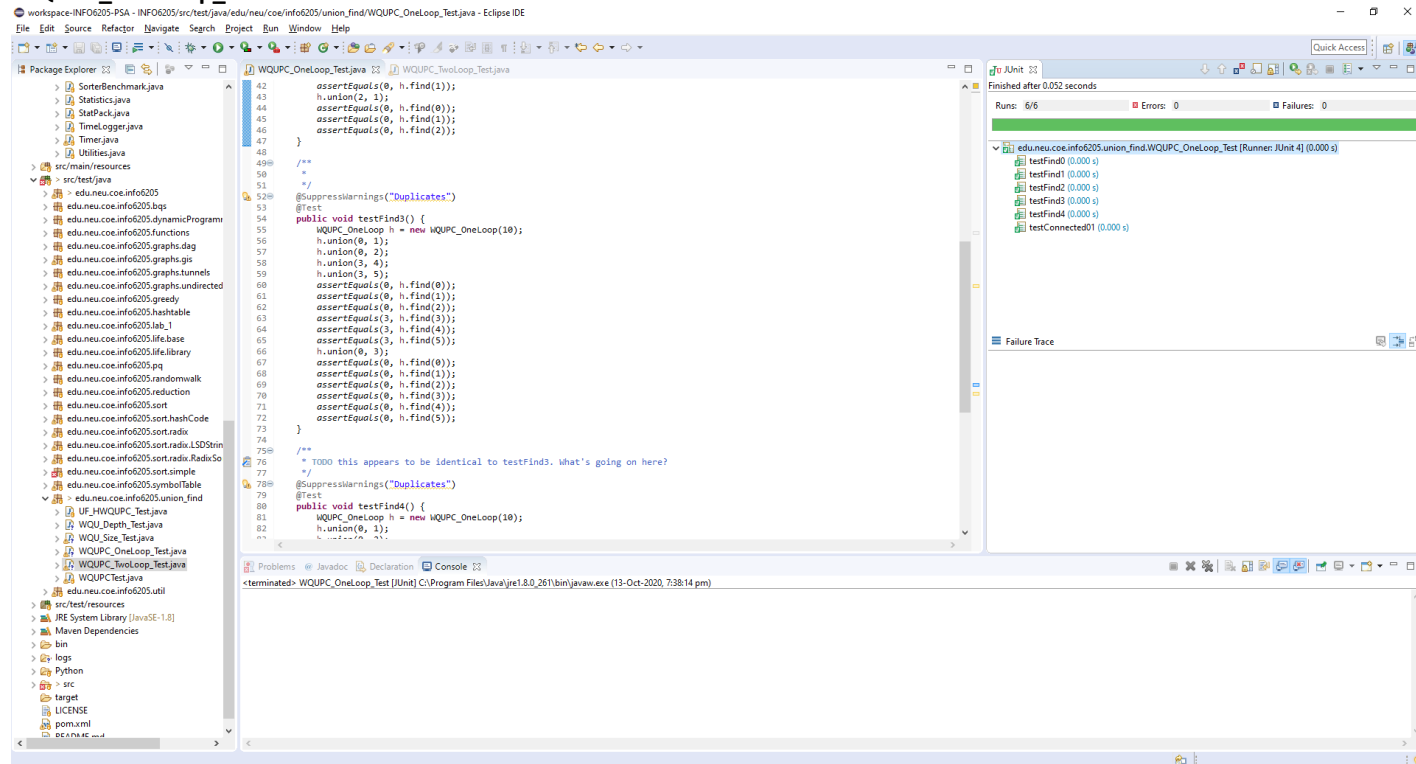 workspace-INFO6205-PSA - INFO6205/src/test/java/edu/neu/coe/info6205/union_find/WQUPC_OneLoop_Test.java - Eclipse IDE
File Edit Source Refactor Navigate Search Project Run Window Help
Quick Access
Package Explorer
SorterBenchmark.java
Statistics.java
StatPack.java
TimeLogger.java
Timer.java
Utilities.java
src/main/resources
> src/test/java
> edu.neu.coe.info6205
edu.neu.coe.info6205.bqs
edu.neu.coe.info6205.dynamicProgramm
edu.neu.coe.info6205.functions
edu.neu.coe.info6205.graphs.dag
edu.neu.coe.info6205.graphs.gis
edu.neu.coe.info6205.graphs.tunnels
edu.neu.coe.info6205.graphs.undirected
edu.neu.coe.info6205.greedy
edu.neu.coe.info6205.hashtable
edu.neu.coe.info6205.lab_1
edu.neu.coe.info6205.life.base
edu.neu.coe.info6205.life.library
edu.neu.coe.info6205.pq
edu.neu.coe.info6205.randomwalk
edu.neu.coe.info6205.reduction
edu.neu.coe.info6205.sort
edu.neu.coe.info6205.sort.hashCode
edu.neu.coe.info6205.sort.radix
edu.neu.coe.info6205.sort.radix.LSDStrin
edu.neu.coe.info6205.sort.radix.RadixSo
edu.neu.coe.info6205.sort.simple
edu.neu.coe.info6205.symbolTable
> edu.neu.coe.info6205.union_find
UF_HWQUPC_Test.java
WQU_Depth_Test.java
WQU_Size_Test.java
WQUPC_OneLoop_Test.java
WQUPC_TwoLoop_Test.java
WQUPCTest.java
edu.neu.coe.info6205.util
src/test/resources
JRE System Library [JavaSE-1.8]
Maven Dependencies
bin
logs
Python
> src
target
LICENSE
pom.xml
README.md
WQUPC_OneLoop_Test.java WQUPC_TwoLoop_Test.java
42 assertEquals(0, h.find(1));
43 h.union(2, 1);
44 assertEquals(0, h.find(0));
45 assertEquals(0, h.find(1));
46 assertEquals(0, h.find(2));
47 }
48
49 /**
50 *
51 */
52 @SuppressWarnings("Duplicates")
53 @Test
54 public void testFind3() {
55 WQUPC_OneLoop h = new WQUPC_OneLoop(10);
56 h.union(0, 1);
57 h.union(0, 2);
58 h.union(3, 4);
59 h.union(3, 5);
60 assertEquals(0, h.find(0));
61 assertEquals(0, h.find(1));
62 assertEquals(0, h.find(2));
63 assertEquals(3, h.find(3));
64 assertEquals(3, h.find(4));
65 assertEquals(3, h.find(5));
66 h.union(0, 3);
67 assertEquals(0, h.find(0));
68 assertEquals(0, h.find(1));
69 assertEquals(0, h.find(2));
70 assertEquals(0, h.find(3));
71 assertEquals(0, h.find(4));
72 assertEquals(0, h.find(5));
73 }
74
75 /**
76 * TODO this appears to be identical to testFind3. What's going on here?
77 */
78 @SuppressWarnings("Duplicates")
79 @Test
80 public void testFind4() {
81 WQUPC_OneLoop h = new WQUPC_OneLoop(10);
82 h.union(0, 1);
JUnit
Finished after 0.052 seconds
Runs: 6/6 Errors: 0 Failures: 0
edu.neu.coe.info6205.union_find.WQUPC_OneLoop_Test [Runner: JUnit 4] (0.000 s)
testFind0 (0.000 s)
testFind1 (0.000 s)
testFind2 (0.000 s)
testFind3 (0.000 s)
testFind4 (0.000 s)
testConnected01 (0.000 s)
Failure Trace
Problems Javadoc Declaration Console
<terminated> WQUPC_OneLoop_Test [JUnit] C:\Program Files\Java\jre1.8.0_261\bin\javaw.exe (13-Oct-2020, 7:38:14 pm)